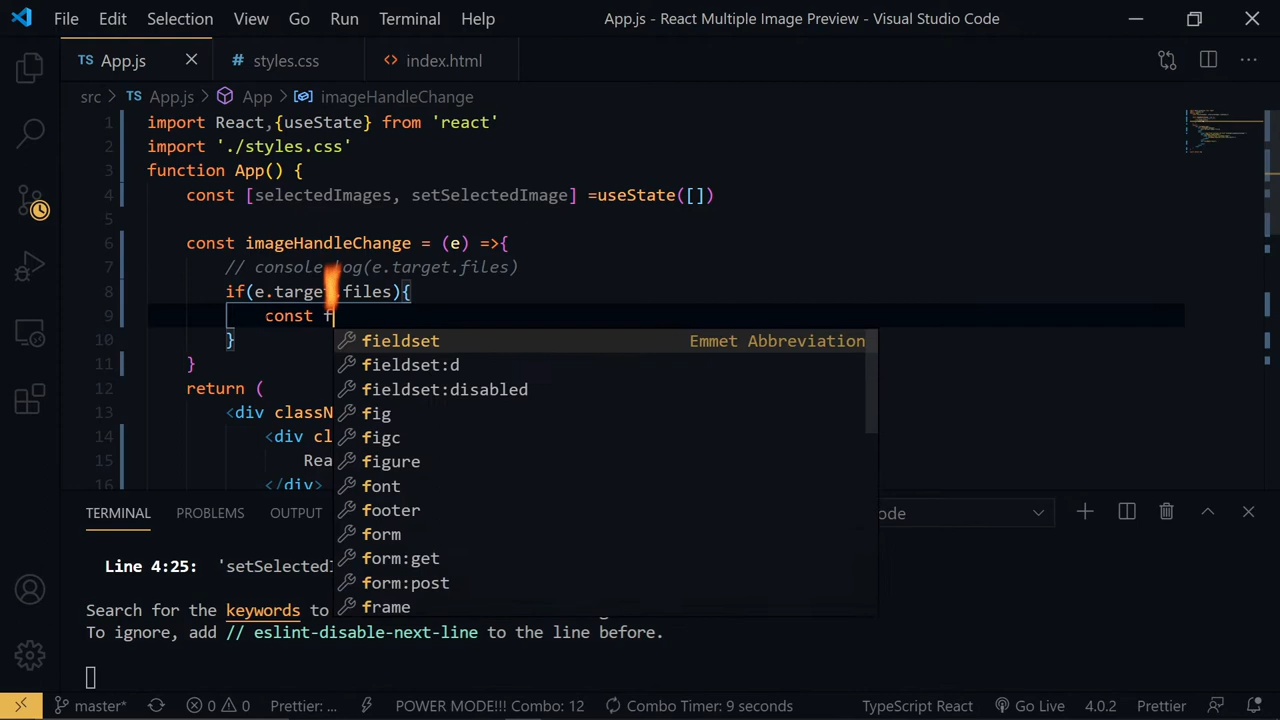 File Edit Selection View Go Run Terminal Help App.js - React Multiple Image Preview - Visual Studio Code
TS App.js # styles.css <> index.html
src > TS App.js > App > imageHandleChange
1 import React,{useState} from 'react'
2 import './styles.css'
3 function App() {
4 const [selectedImages, setSelectedImage] =useState([])
5
6 const imageHandleChange = (e) =>{
7 // console.log(e.target.files)
8 if(e.target.files){
9 const f
10 }
11 }
12 return (
13 <div classN
14 <div cl
15 Rea
16 </div>
fieldset Emmet Abbreviation
fieldset:d
fieldset:disabled
fig
figc
figure
font
footer
form
form:get
form:post
frame
TERMINAL PROBLEMS OUTPUT ode
Line 4:25: 'setSelectedI
Search for the keywords to
To ignore, add // eslint-disable-next-line to the line before.
master* 0 0 Prettier: ... POWER MODE!!! Combo: 12 Combo Timer: 9 seconds TypeScript React Go Live 4.0.2 Prettier